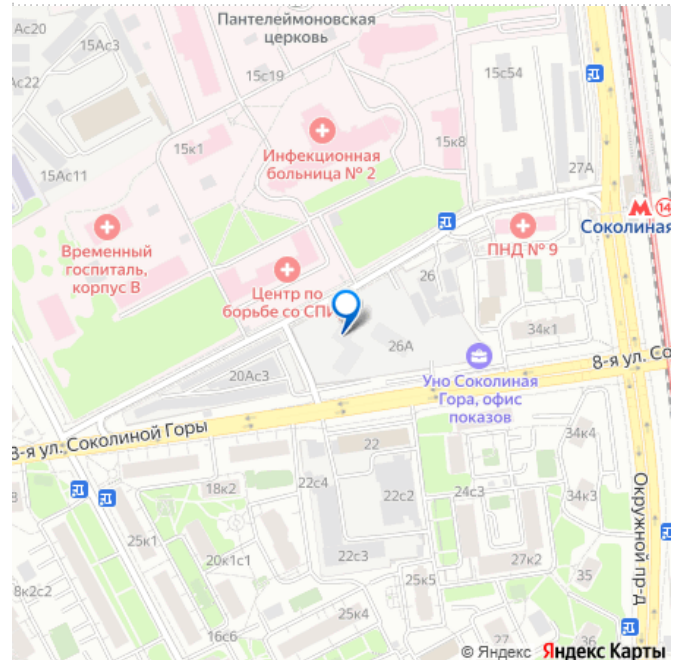 Ас20
15Ас3
Пантелеймоновская
церковь
Ас22
15с19
15с54
15Ас11
15к1
Инфекционная
больница № 2
15к8
27А
М 14
Соколиная
Временный
госпиталь,
корпус В
ПНД № 9
Центр по
борьбе со СПИ
26
34к1
26А
8-я ул. Со
20Ас3
Уно Соколиная
Гора, офис
показов
8-я ул. Соколиной Горы
22
34к4
18к2
22с4
22с2
24с3
34к3
Окружной пр-д
25к1
20к1с1
22с3
27к2
8к2с2
25к5
35
25к4
16с6
27
36
© Яндекс Яндекс Карты